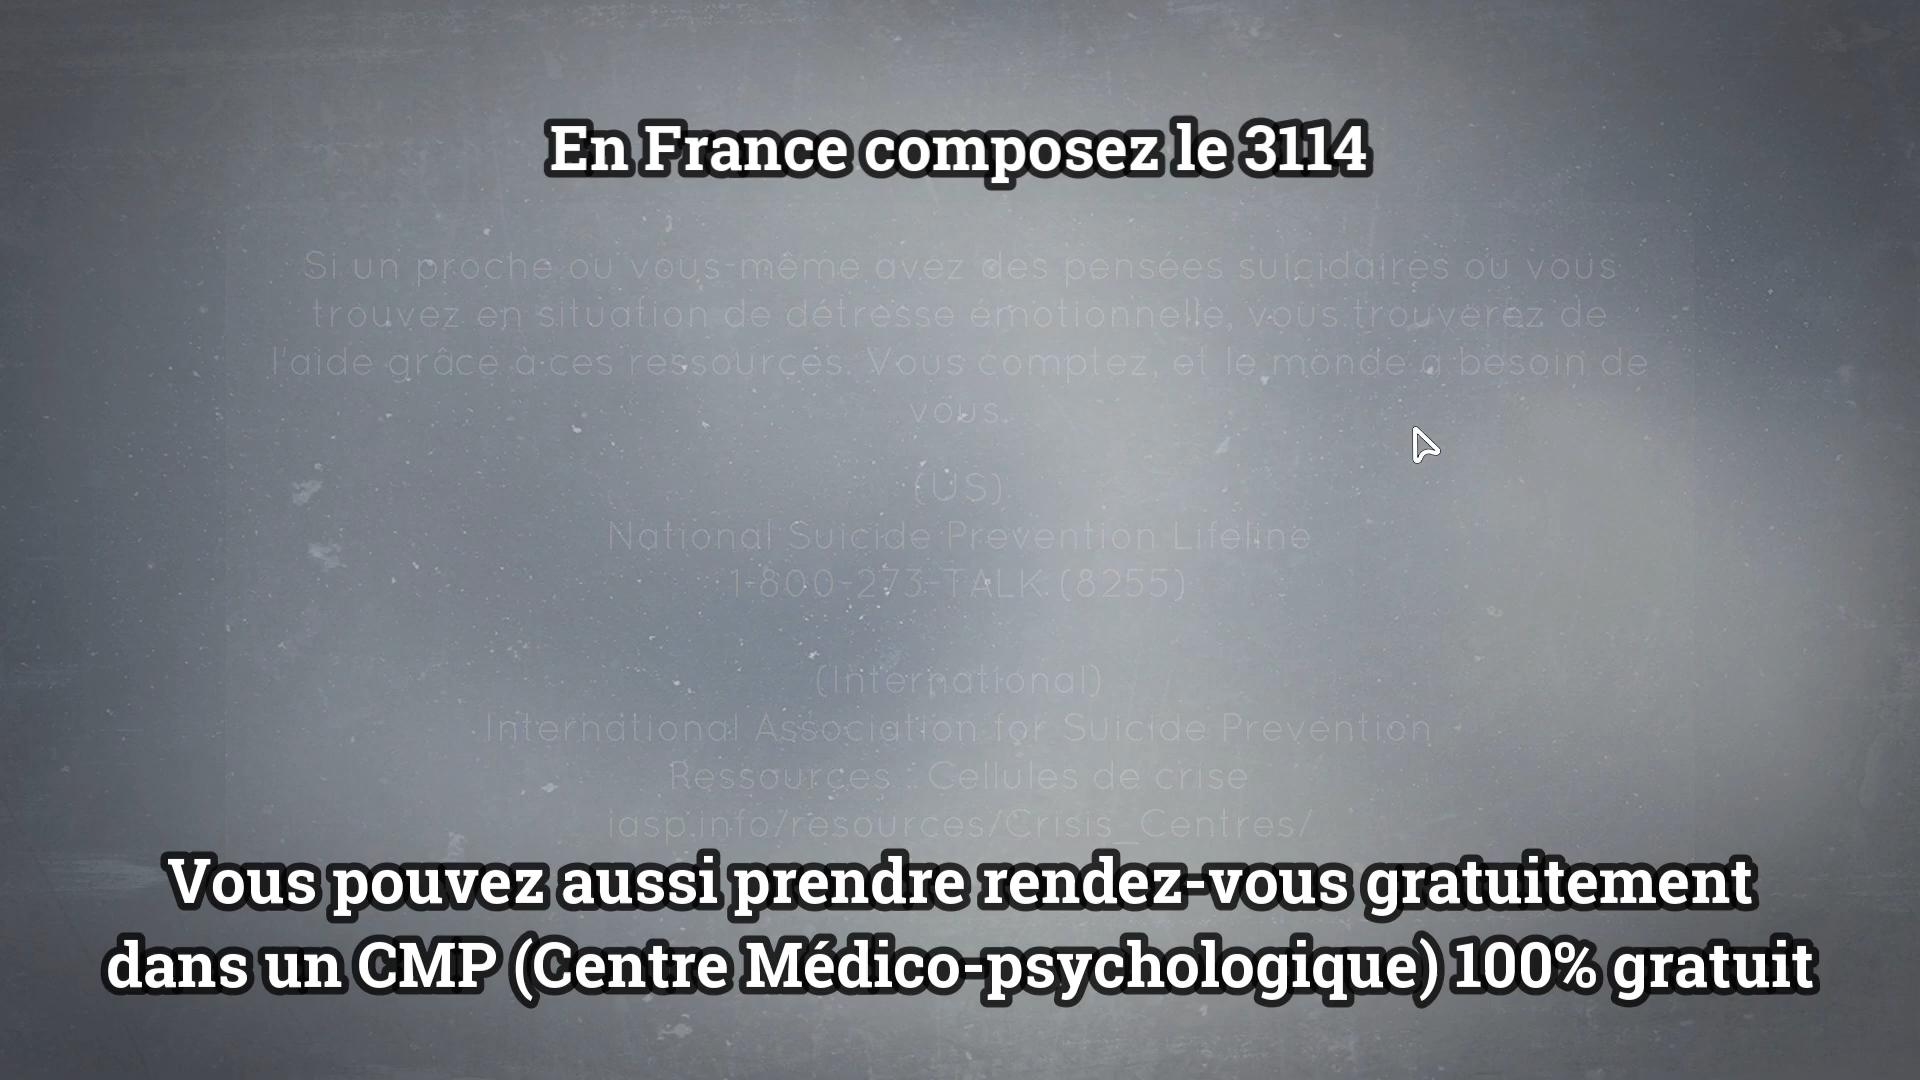 En France composez le 3114
Si un proche ou vous-même avez des pensées suicidaires ou vous
trouvez en situation de détresse émotionnelle, vous trouverez de
l'aide grâce à ces ressources. Vous comptez, et le monde a besoin de
vous.
(US)
National Suicide Prevention Lifeline
1-800-273-TALK (8255)
(International)
International Association for Suicide Prevention
Ressources : Cellules de crise
iasp.info/resources/Crisis_Centres/
Vous pouvez aussi prendre rendez-vous gratuitement
dans un CMP (Centre Médico-psychologique) 100% gratuit